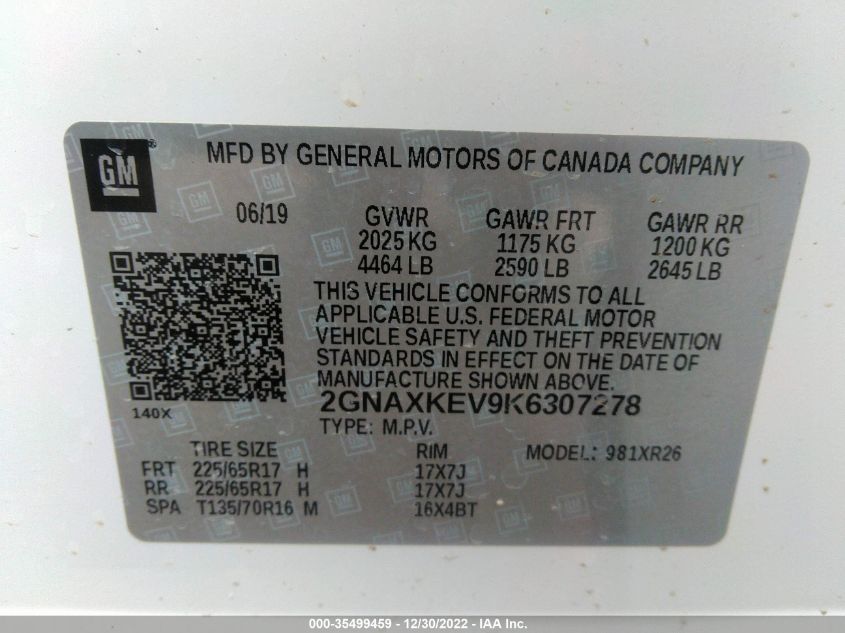 GM
MFD BY GENERAL MOTORS OF CANADA COMPANY
06/19 GVWR GAWR FRT GAWR RR
2025 KG 1175 KG 1200 KG
4464 LB 2590 LB 2645 LB
THIS VEHICLE CONFORMS TO ALL
APPLICABLE U.S. FEDERAL MOTOR
VEHICLE SAFETY AND THEFT PREVENTION
STANDARDS IN EFFECT ON THE DATE OF
MANUFACTURE SHOWN ABOVE.
140X 2GNAXKEV9K6307278
TYPE: M.P.V.
TIRE SIZE RIM MODEL: 981XR26
FRT 225/65R17 H 17X7J
RR 225/65R17 H 17X7J
SPA T135/70R16 M 16X4BT
000-35499459 - 12/30/2022 - IAA Inc.